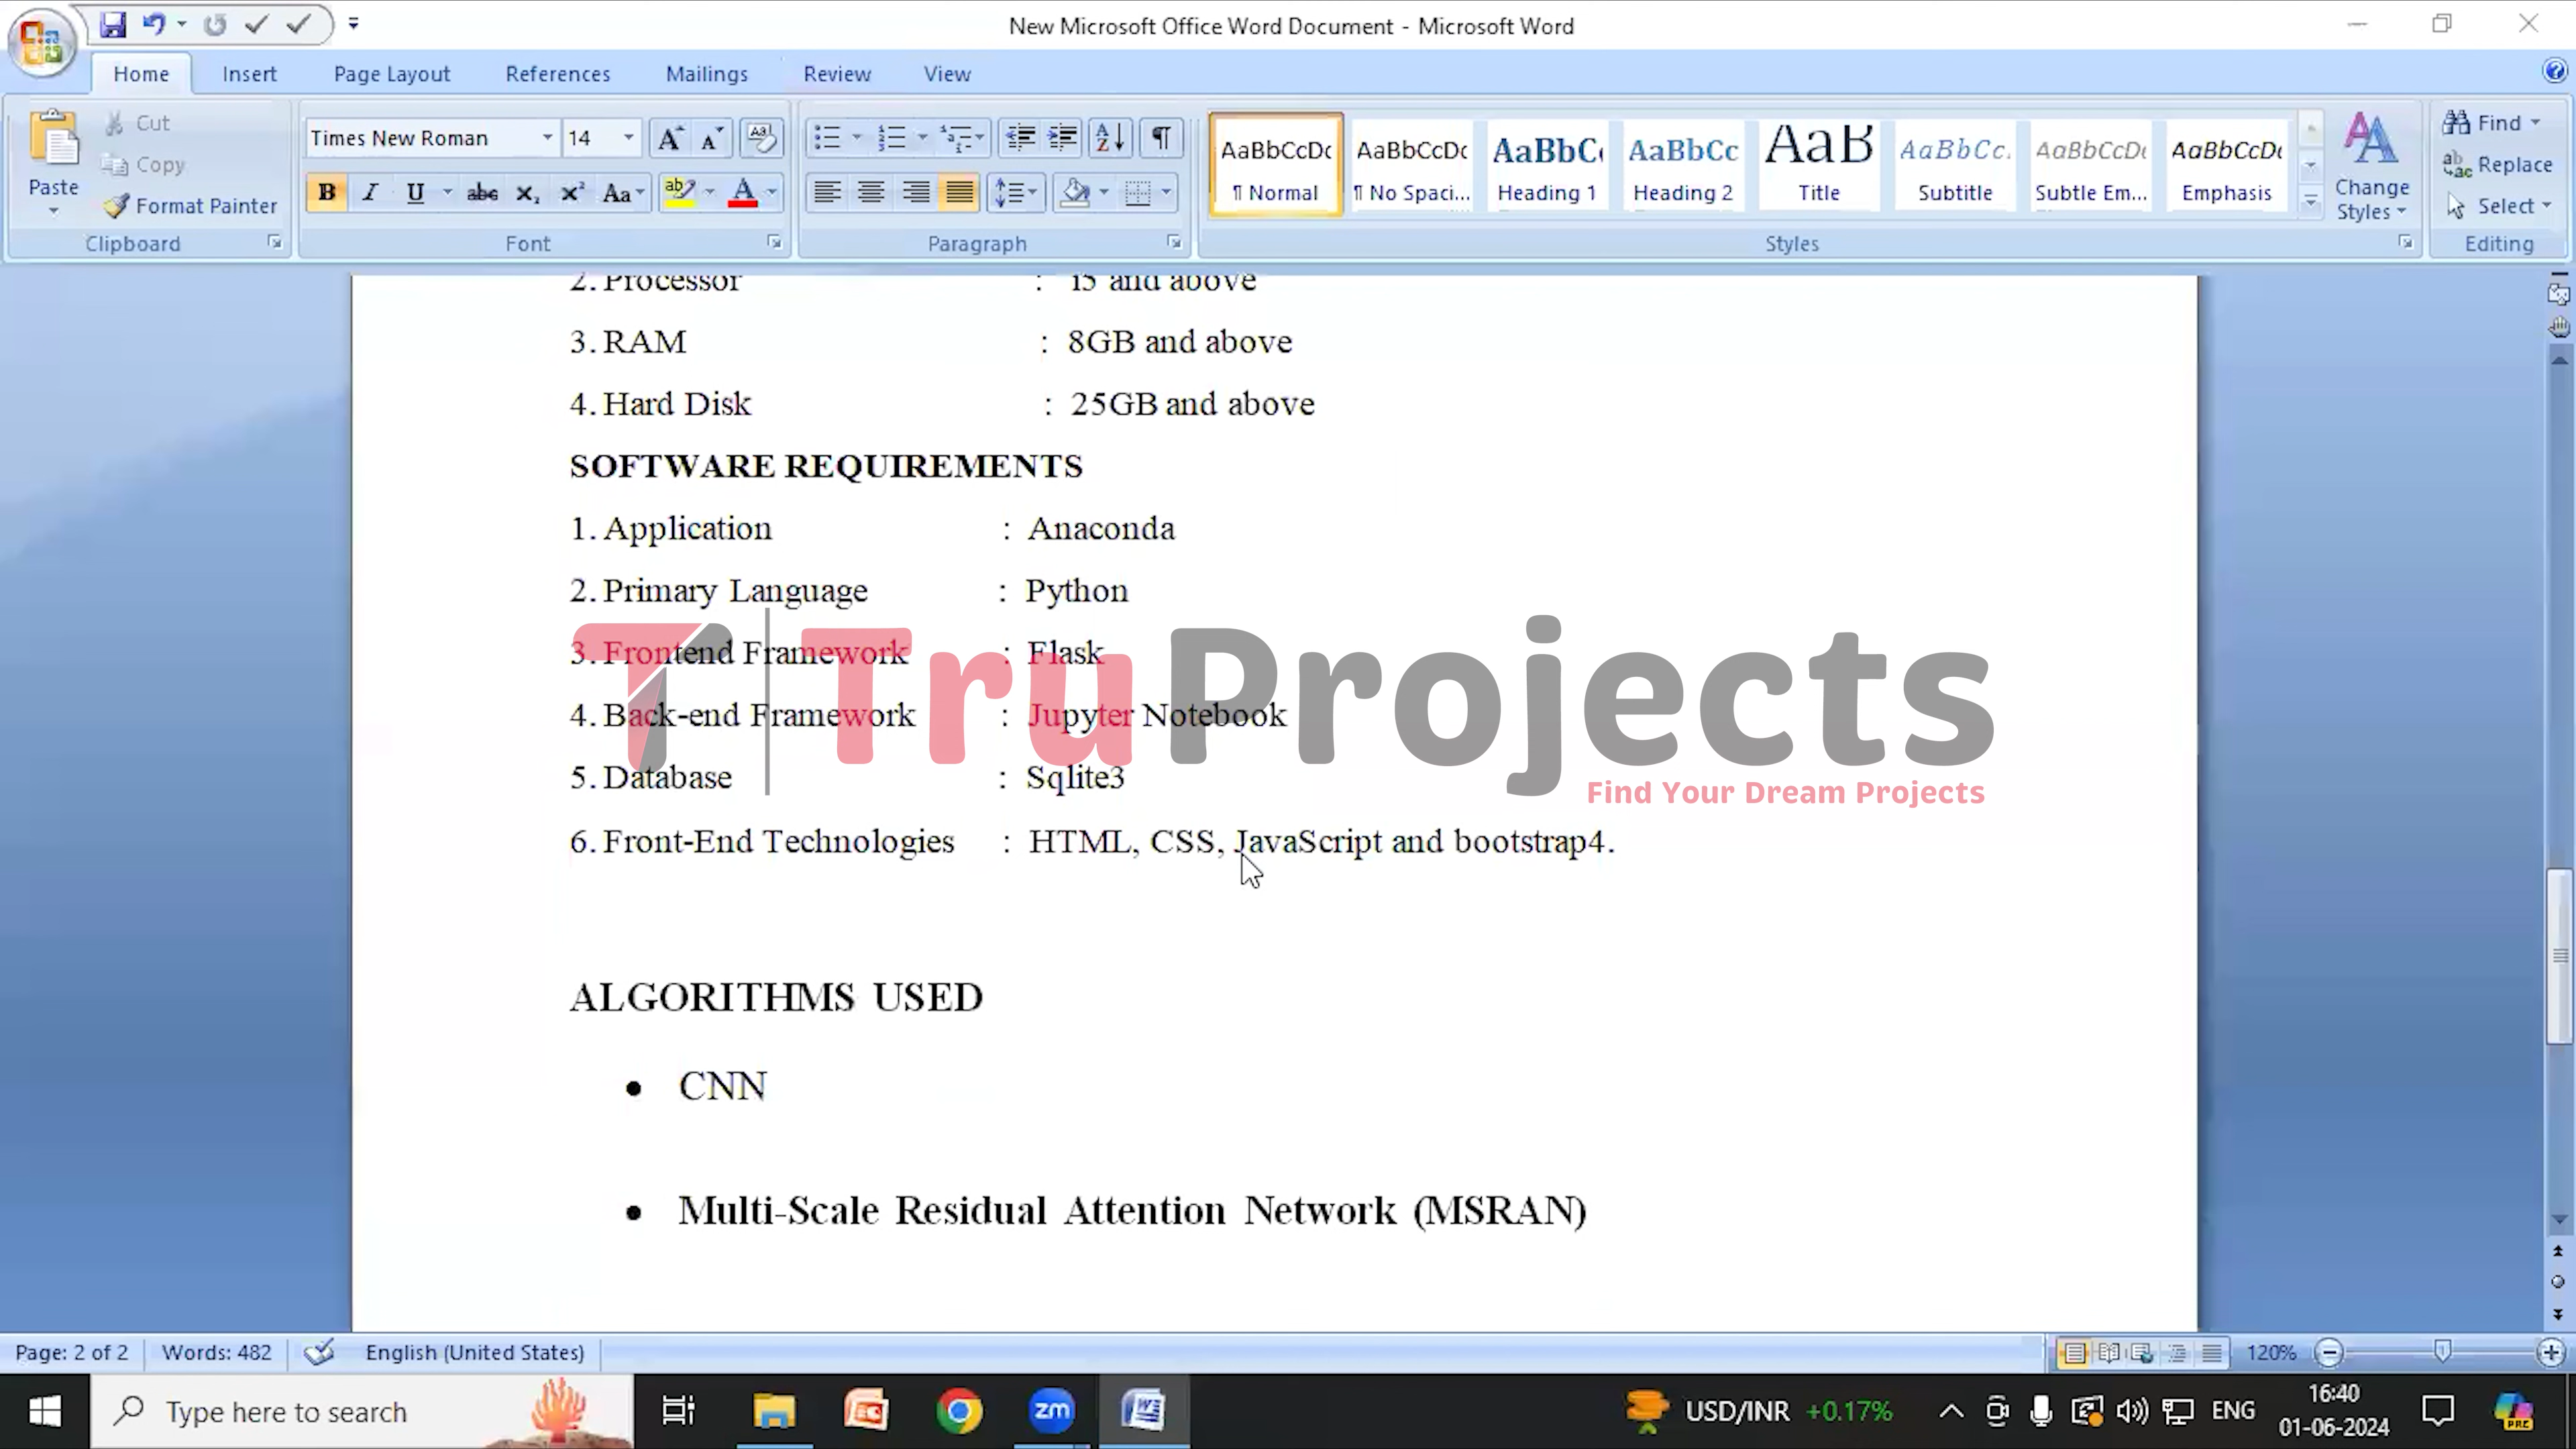 New Microsoft Office Word Document - Microsoft Word
Home Insert Page Layout References Mailings Review View
Paste
Cut
Copy
Format Painter
Clipboard
Times New Roman 14
Font
Paragraph
AaBbCcDc AaBbCcDc AaBbC AaBbCc AaB AaBbCc. AaBbCcDc AaBbCcDc
¶ Normal ¶ No Spaci... Heading 1 Heading 2 Title Subtitle Subtle Em... Emphasis
Styles
Change Styles
Find
Replace
Select
Editing
2. Processor : i5 and above
3. RAM : 8GB and above
4. Hard Disk : 25GB and above
SOFTWARE REQUIREMENTS
1. Application : Anaconda
2. Primary Language : Python
3. Frontend Framework : Flask
4. Back-end Framework : Jupyter Notebook
5. Database : Sqlite3
6. Front-End Technologies : HTML, CSS, JavaScript and bootstrap4.
TruProjects
Find Your Dream Projects
ALGORITHMS USED
• CNN
• Multi-Scale Residual Attention Network (MSRAN)
Page: 2 of 2 Words: 482 English (United States) 120%
Type here to search
zm
USD/INR +0.17%
ENG
16:40
01-06-2024
PRE